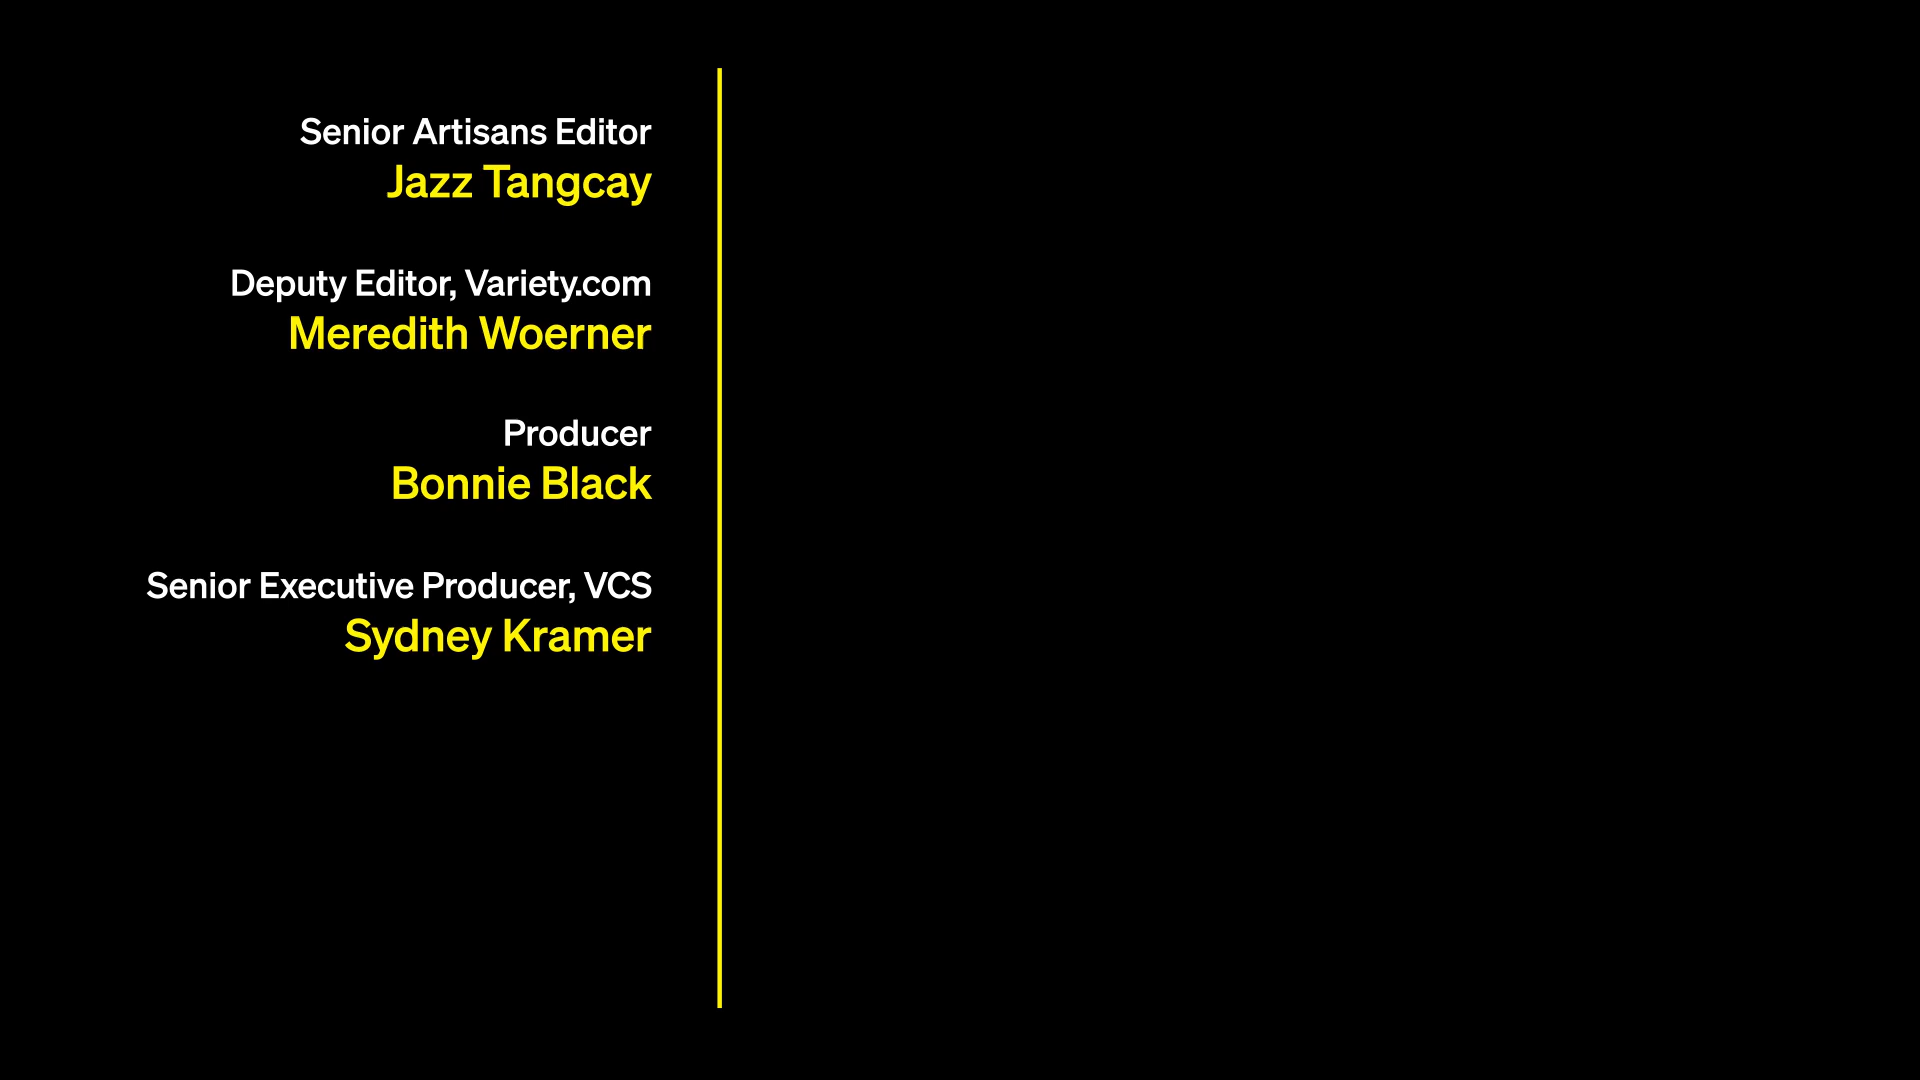 Senior Artisans Editor
Jazz Tangcay
Deputy Editor, Variety.com
Meredith Woerner
Producer
Bonnie Black
Senior Executive Producer, VCS
Sydney Kramer